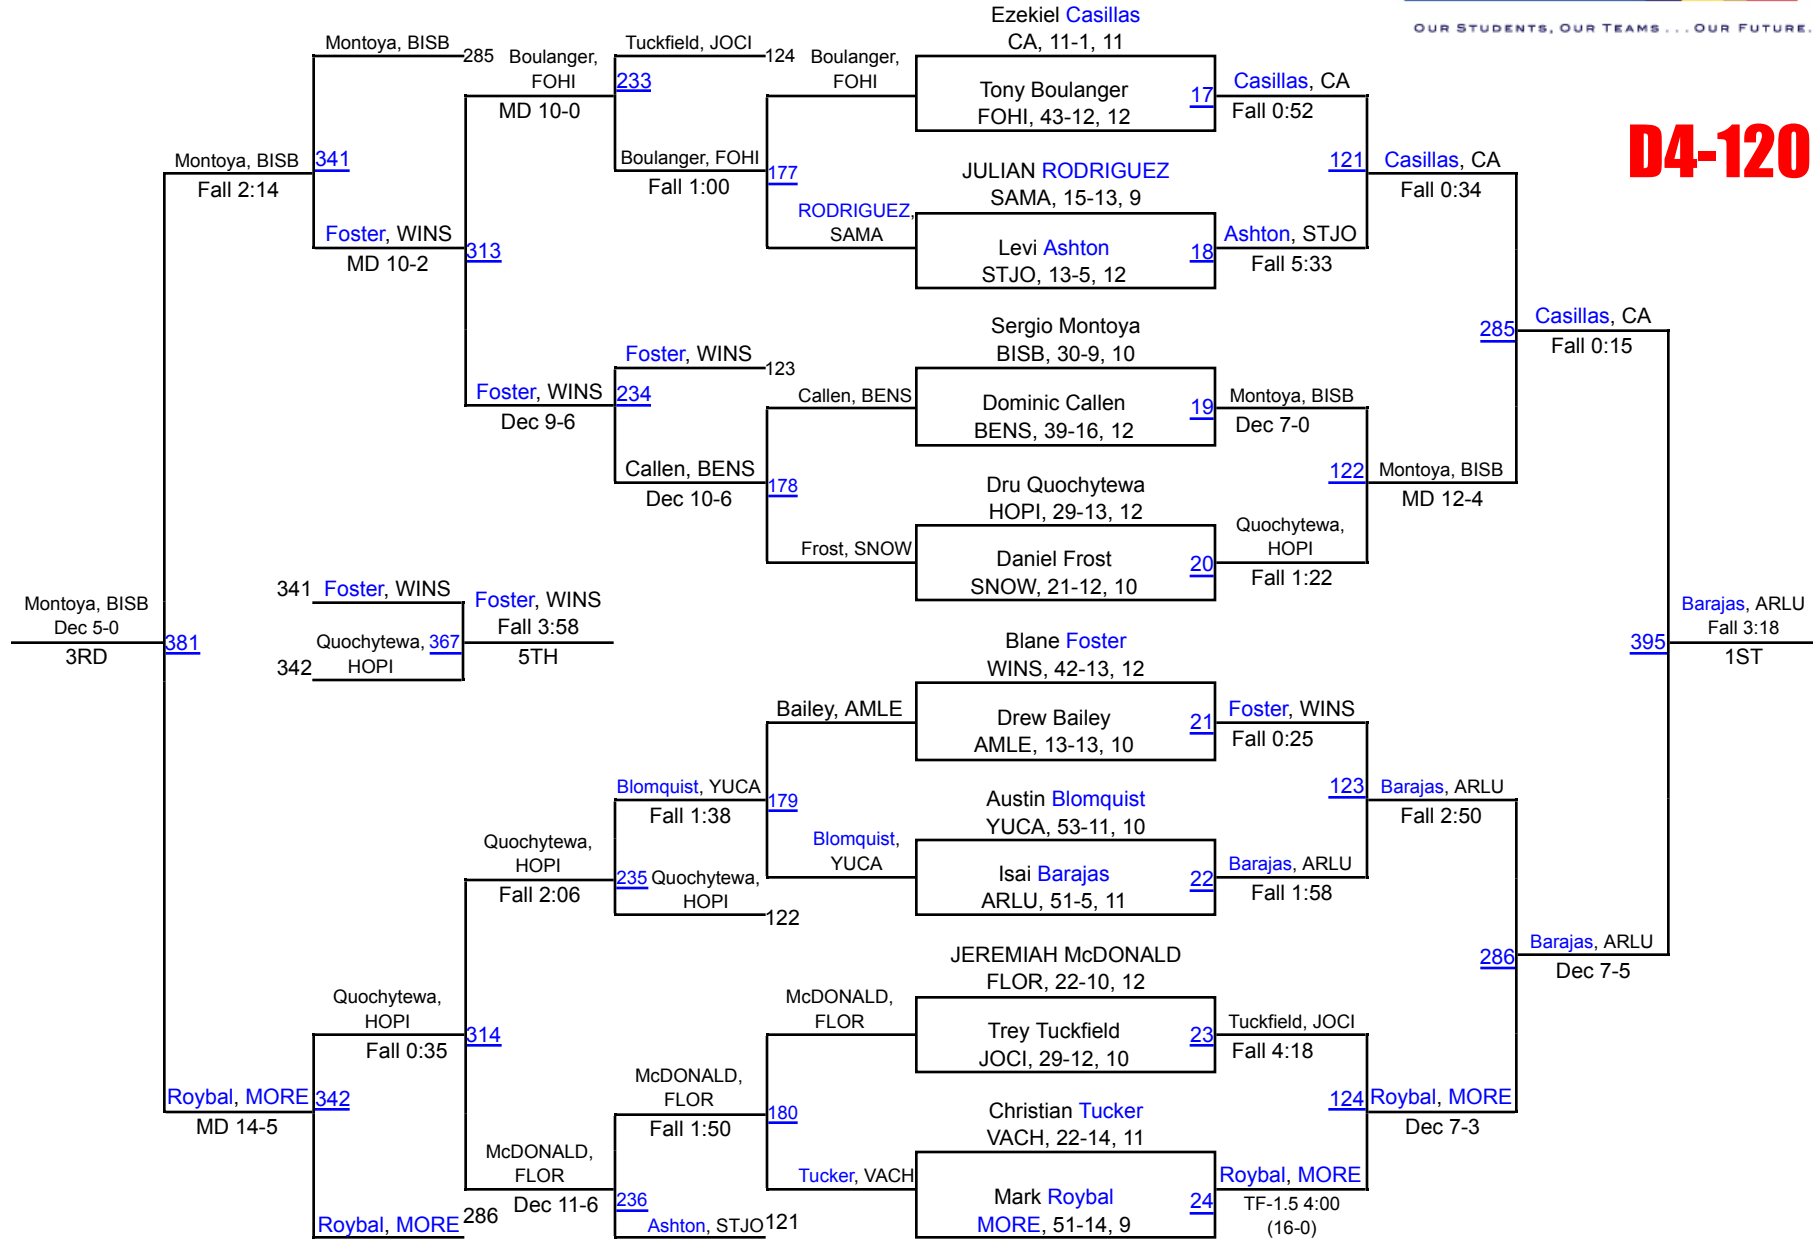 OUR STUDENTS, OUR TEAMS . . . OUR FUTURE.
D4-120
Ezekiel Casillas
CA, 11-1, 11
Tony Boulanger
FOHI, 43-12, 12
17
JULIAN RODRIGUEZ
SAMA, 15-13, 9
Levi Ashton
STJO, 13-5, 12
18
Sergio Montoya
BISB, 30-9, 10
Dominic Callen
BENS, 39-16, 12
19
Dru Quochytewa
HOPI, 29-13, 12
Daniel Frost
SNOW, 21-12, 10
20
Blane Foster
WINS, 42-13, 12
Drew Bailey
AMLE, 13-13, 10
21
Austin Blomquist
YUCA, 53-11, 10
Isai Barajas
ARLU, 51-5, 11
22
JEREMIAH McDONALD
FLOR, 22-10, 12
Trey Tuckfield
JOCI, 29-12, 10
23
Christian Tucker
VACH, 22-14, 11
Mark Roybal
MORE, 51-14, 9
24
Casillas, CA
Fall 0:52
121
Ashton, STJO
Fall 5:33
Montoya, BISB
Dec 7-0
122
Quochytewa,
HOPI
Fall 1:22
Foster, WINS
Fall 0:25
123
Barajas, ARLU
Fall 1:58
Tuckfield, JOCI
Fall 4:18
124
Roybal, MORE
TF-1.5 4:00
(16-0)
Casillas, CA
Fall 0:34
285
Montoya, BISB
MD 12-4
Barajas, ARLU
Fall 2:50
286
Roybal, MORE
Dec 7-3
Casillas, CA
Fall 0:15
395
Barajas, ARLU
Dec 7-5
Barajas, ARLU
Fall 3:18
1ST
Boulanger,
FOHI
177
RODRIGUEZ,
SAMA
Callen, BENS
178
Frost, SNOW
Bailey, AMLE
179
Blomquist,
YUCA
McDONALD,
FLOR
180
Tucker, VACH
Tuckfield, JOCI
124
233
Boulanger, FOHI
Fall 1:00
Foster, WINS
123
234
Callen, BENS
Dec 10-6
Blomquist, YUCA
Fall 1:38
235
Quochytewa,
HOPI
122
McDONALD,
FLOR
Fall 1:50
236
Ashton, STJO
121
Boulanger,
FOHI
MD 10-0
313
Foster, WINS
Dec 9-6
Quochytewa,
HOPI
Fall 2:06
314
McDONALD,
FLOR
Dec 11-6
Montoya, BISB
285
341
Foster, WINS
MD 10-2
Quochytewa,
HOPI
Fall 0:35
342
Roybal, MORE
286
Montoya, BISB
Fall 2:14
381
Roybal, MORE
MD 14-5
Montoya, BISB
Dec 5-0
3RD
341
Foster, WINS
367
Quochytewa,
HOPI
342
Foster, WINS
Fall 3:58
5TH